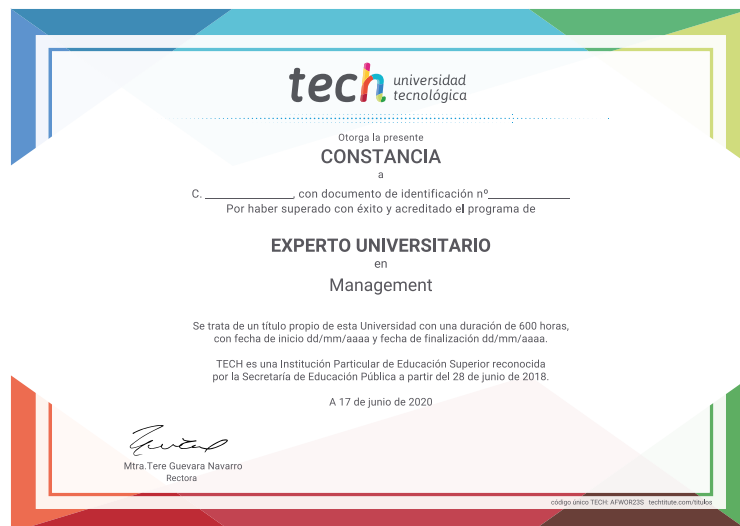 tech universidad
tecnológica
Otorga la presente
CONSTANCIA
a
C. ______________, con documento de identificación nº______________
Por haber superado con éxito y acreditado el programa de
EXPERTO UNIVERSITARIO
en
Management
Se trata de un título propio de esta Universidad con una duración de 600 horas,
con fecha de inicio dd/mm/aaaa y fecha de finalización dd/mm/aaaa.
TECH es una Institución Particular de Educación Superior reconocida
por la Secretaría de Educación Pública a partir del 28 de junio de 2018.
A 17 de junio de 2020
Mtra.Tere Guevara Navarro
Rectora
código único TECH: AFWOR23S techtitute.com/titulos